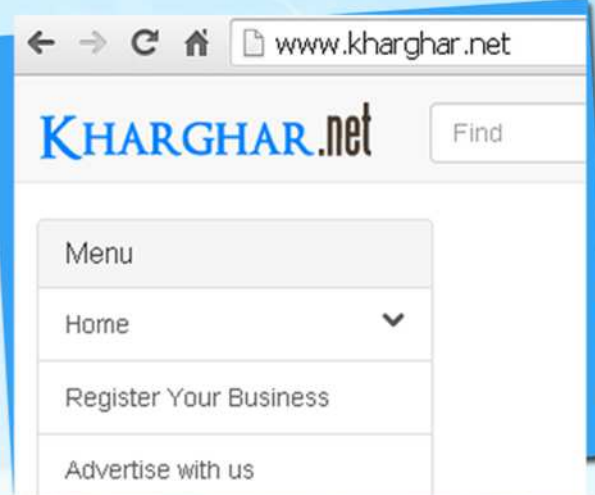 www.kharghar.net
KHARGHAR.net
Find
Menu
Home
Register Your Business
Advertise with us